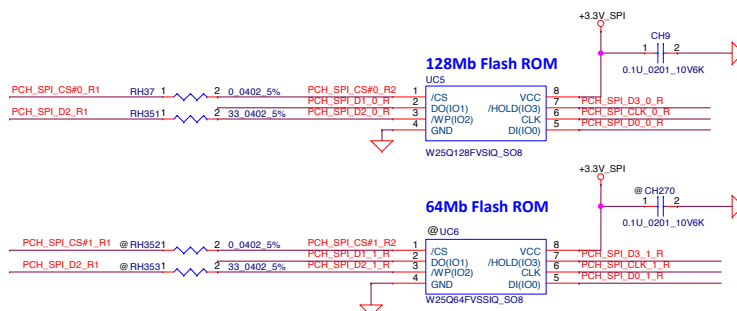 +3.3V_SPI
CH9
1 2
0.1U_0201_10V6K
128Mb Flash ROM
UC5
PCH_SPI_CS#0_R1 RH37 1 2 0_0402_5% PCH_SPI_CS#0_R2 1 /CS VCC 8
PCH_SPI_D1_0_R 2 DO(IO1) /HOLD(IO3) 7 PCH_SPI_D3_0_R
PCH_SPI_D2_R1 RH351 1 2 33_0402_5% PCH_SPI_D2_0_R 3 /WP(IO2) CLK 6 PCH_SPI_CLK_0_R
4 GND DI(IO0) 5 PCH_SPI_D0_0_R
W25Q128FVSIQ_SO8
+3.3V_SPI
@ CH270
1 2
0.1U_0201_10V6K
64Mb Flash ROM
@ UC6
PCH_SPI_CS#1_R1 @ RH352 1 2 0_0402_5% PCH_SPI_CS#1_R2 1 /CS VCC 8
PCH_SPI_D1_1_R 2 DO(IO1) /HOLD(IO3) 7 PCH_SPI_D3_1_R
PCH_SPI_D2_R1 @ RH353 1 2 33_0402_5% PCH_SPI_D2_1_R 3 /WP(IO2) CLK 6 PCH_SPI_CLK_1_R
4 GND DI(IO0) 5 PCH_SPI_D0_1_R
W25Q64FVSSIQ_SO8